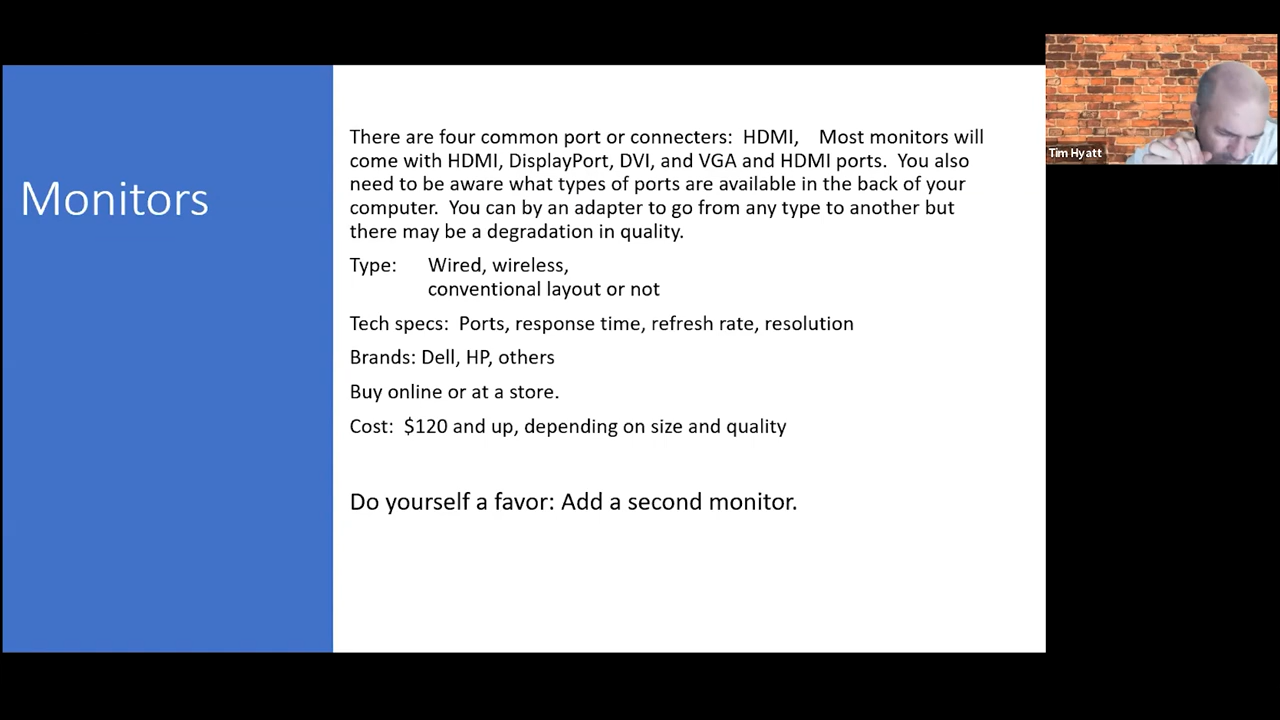 Monitors
There are four common port or connecters:  HDMI,    Most monitors will
come with HDMI, DisplayPort, DVI, and VGA and HDMI ports.  You also
need to be aware what types of ports are available in the back of your
computer.  You can by an adapter to go from any type to another but
there may be a degradation in quality.
Type:      Wired, wireless,
conventional layout or not
Tech specs:  Ports, response time, refresh rate, resolution
Brands: Dell, HP, others
Buy online or at a store.
Cost:  $120 and up, depending on size and quality
Do yourself a favor: Add a second monitor.
Tim Hyatt